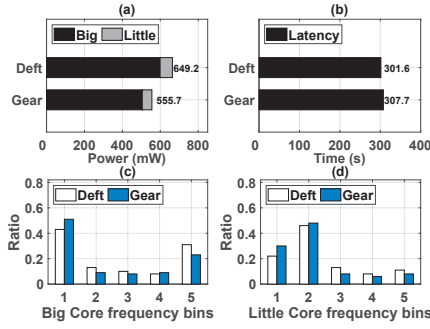 (a)
Big Little
Deft
649.2
Gear
555.7
0 200 400 600 800
Power (mW)
(b)
Latency
Deft
301.6
Gear
307.7
0 100 200 300 400
Time (s)
(c)
Deft Gear
Ratio
0.8
0.6
0.4
0.2
0
1 2 3 4 5
Big Core frequency bins
(d)
Deft Gear
Ratio
0.8
0.6
0.4
0.2
0
1 2 3 4 5
Little Core frequency bins